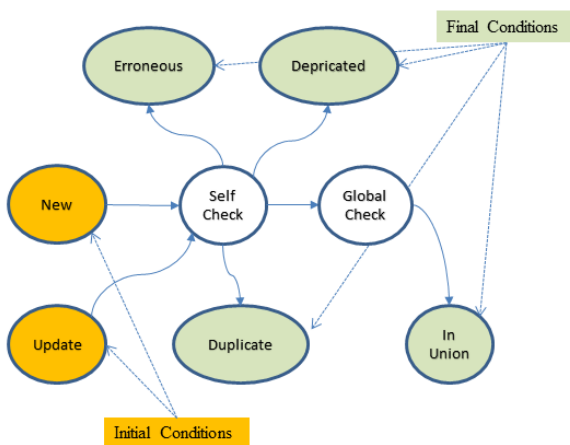 Final Conditions
Erroneous
Depricated
New
Self
Check
Global
Check
Update
Duplicate
In
Union
Initial Conditions